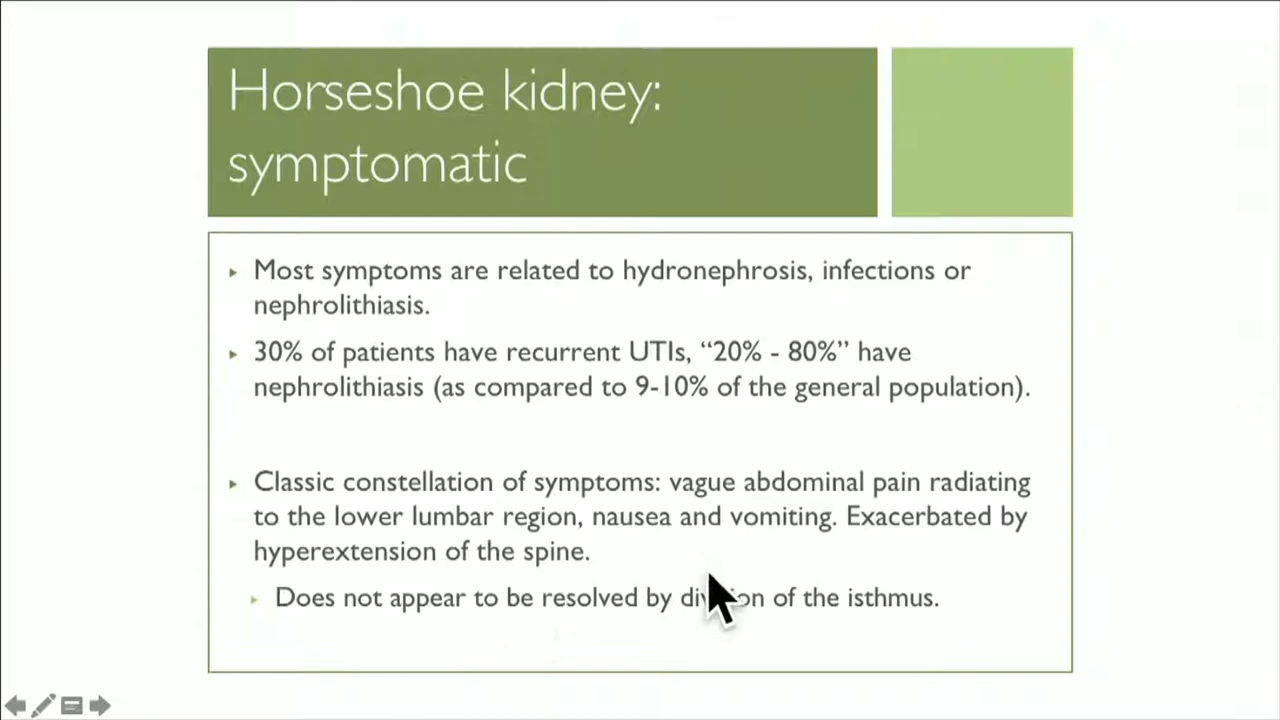 Horseshoe kidney:
symptomatic
Most symptoms are related to hydronephrosis, infections or
nephrolithiasis.
30% of patients have recurrent UTIs, “20% - 80%” have
nephrolithiasis (as compared to 9-10% of the general population).
Classic constellation of symptoms: vague abdominal pain radiating
to the lower lumbar region, nausea and vomiting. Exacerbated by
hyperextension of the spine.
Does not appear to be resolved by division of the isthmus.